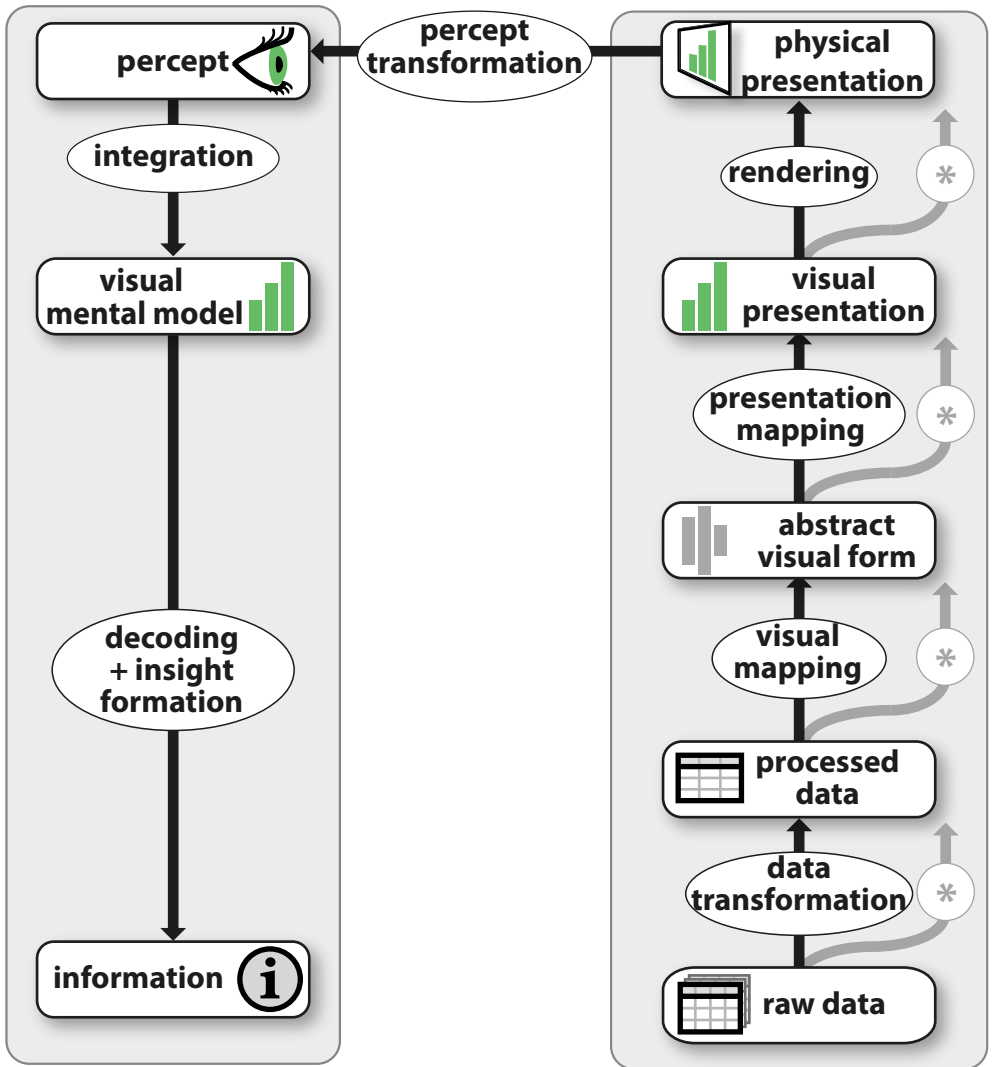 percept
integration
visual
mental model
decoding
+ insight
formation
information
i
percept
transformation
physical
presentation
rendering
*
visual
presentation
presentation
mapping
*
abstract
visual form
visual
mapping
*
processed
data
data
transformation
*
raw data